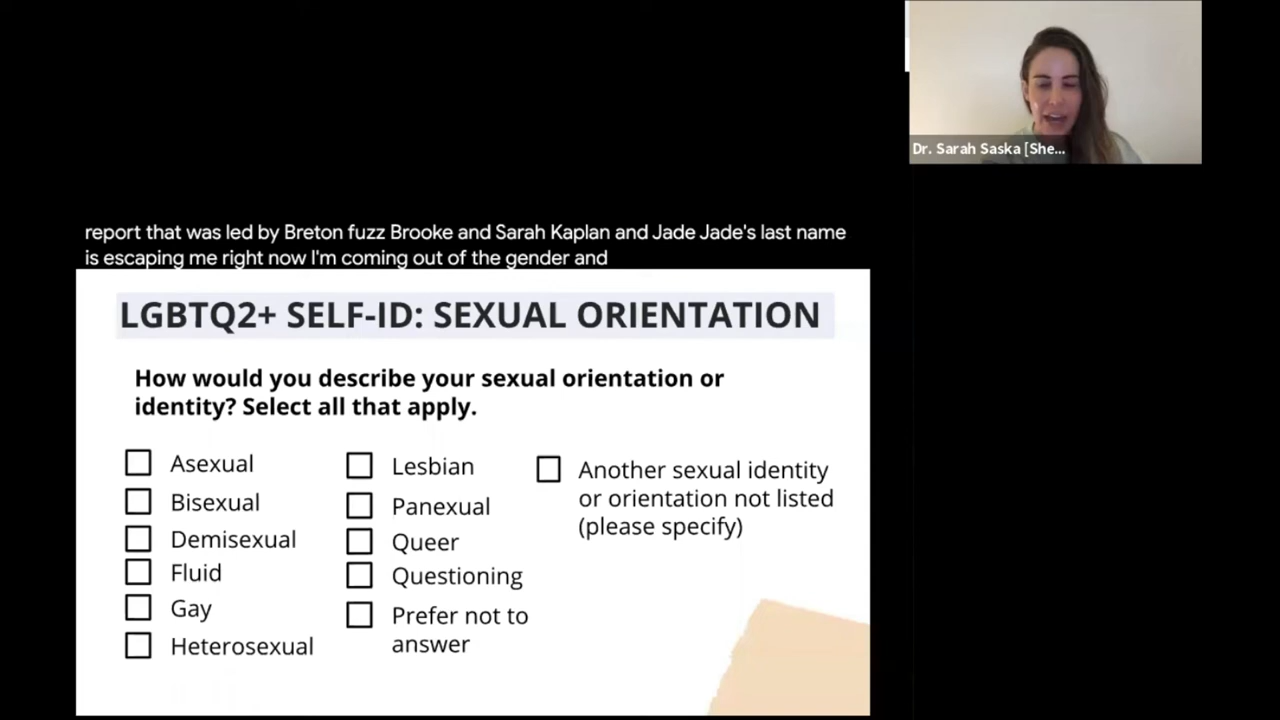 Dr. Sarah Saska [She...
report that was led by Breton fuzz Brooke and Sarah Kaplan and Jade Jade's last name
is escaping me right now I'm coming out of the gender and
LGBTQ2+ SELF-ID: SEXUAL ORIENTATION
How would you describe your sexual orientation or
identity? Select all that apply.
Asexual
Bisexual
Demisexual
Fluid
Gay
Heterosexual
Lesbian
Panexual
Queer
Questioning
Prefer not to
answer
Another sexual identity
or orientation not listed
(please specify)